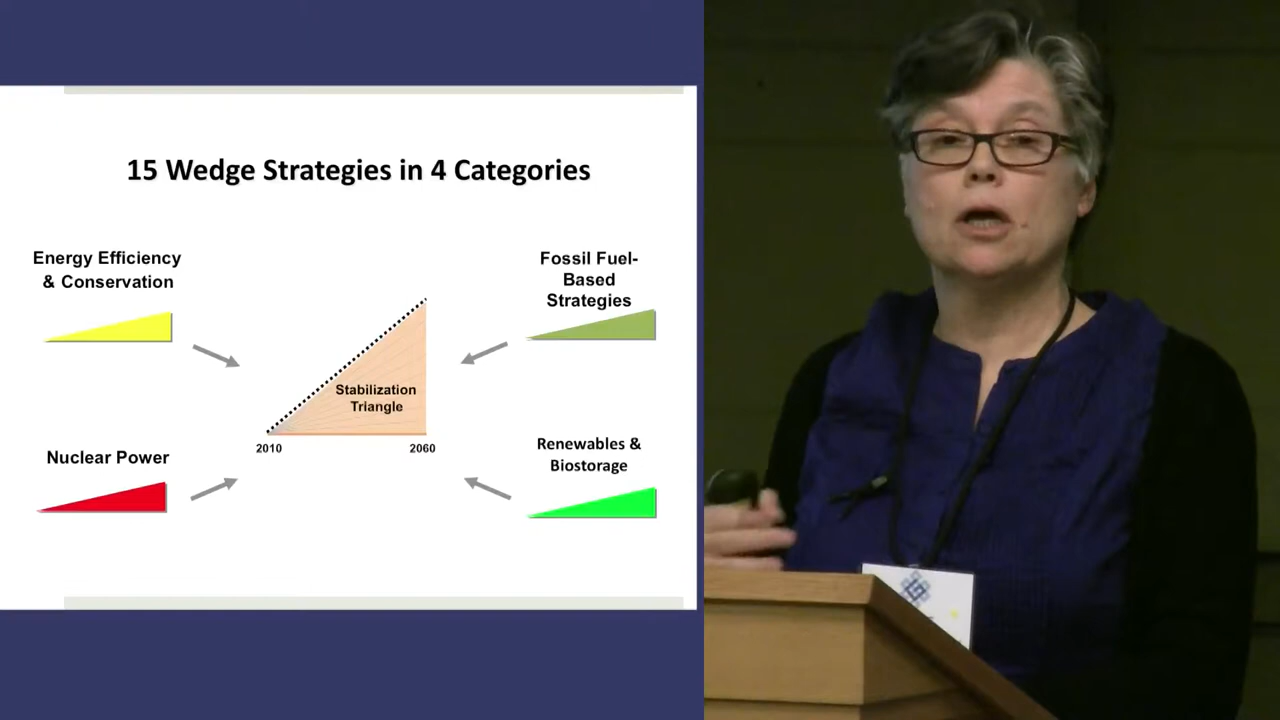 15 Wedge Strategies in 4 Categories
Energy Efficiency
& Conservation
Fossil Fuel-
Based
Strategies
Stabilization
Triangle
2010
2060
Nuclear Power
Renewables &
Biostorage